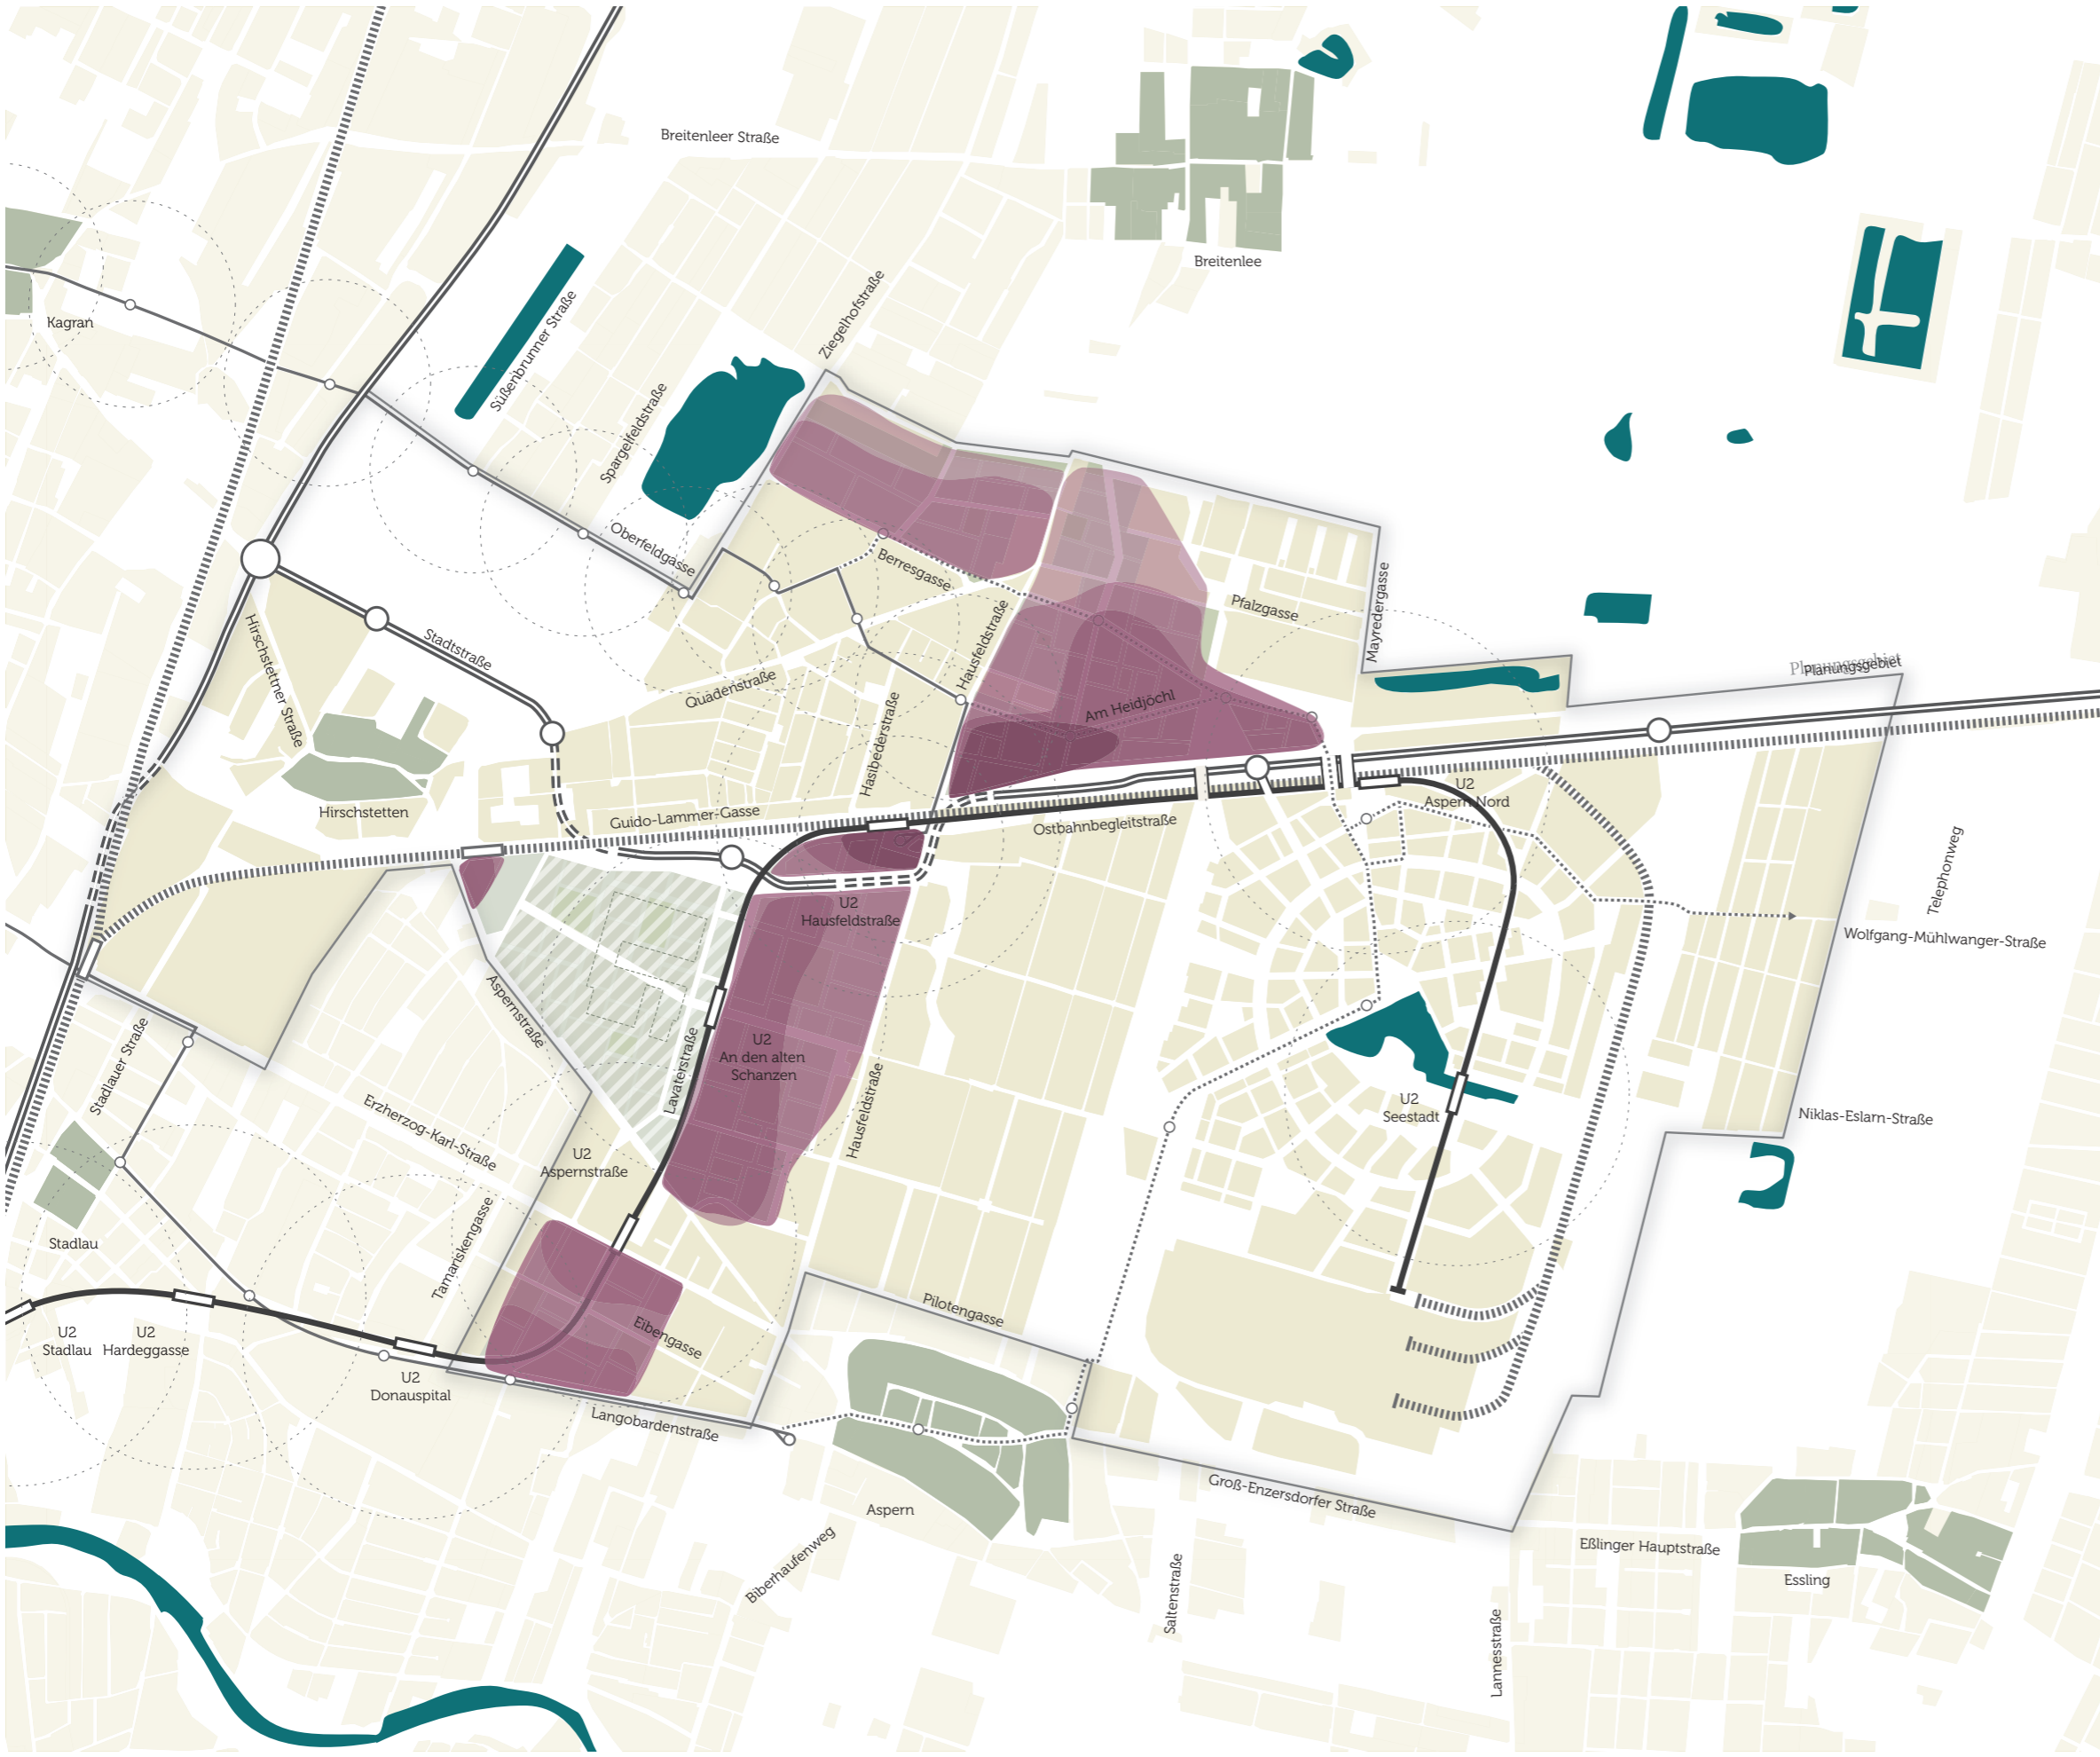 Breitenleer Straße
Breitenlee
Kagran
Süßenbrunner Straße
Ziegelhofstraße
Spargelfeldstraße
Oberfeldgasse
Berresgasse
Pfalzgasse
Mayredergasse
Hausfeldstraße
Stadtstraße
Hirschstettner Straße
Quadenstraße
Am Heidjöchl
Planungsgebiet
Planungsgebiet
Hasibederstraße
Hirschstetten
Guido-Lammer-Gasse
Ostbahnbegleitstraße
U2
Aspern Nord
Telephonweg
U2
Hausfeldstraße
Wolfgang-Mühlwanger-Straße
Aspernstraße
Lavaterstraße
U2
An den alten
Schanzen
Hausfeldstraße
Stadlauer Straße
Erzherzog-Karl-Straße
U2
Seestadt
Niklas-Eslarn-Straße
U2
Aspernstraße
Tamariskengasse
Stadlau
Pilotengasse
Eibengasse
U2
Stadlau
U2
Hardeggasse
U2
Donauspital
Langobardenstraße
Groß-Enzersdorfer Straße
Aspern
Biberhaufenweg
Saltenstraße
Eßlinger Hauptstraße
Essling
Lannesstraße